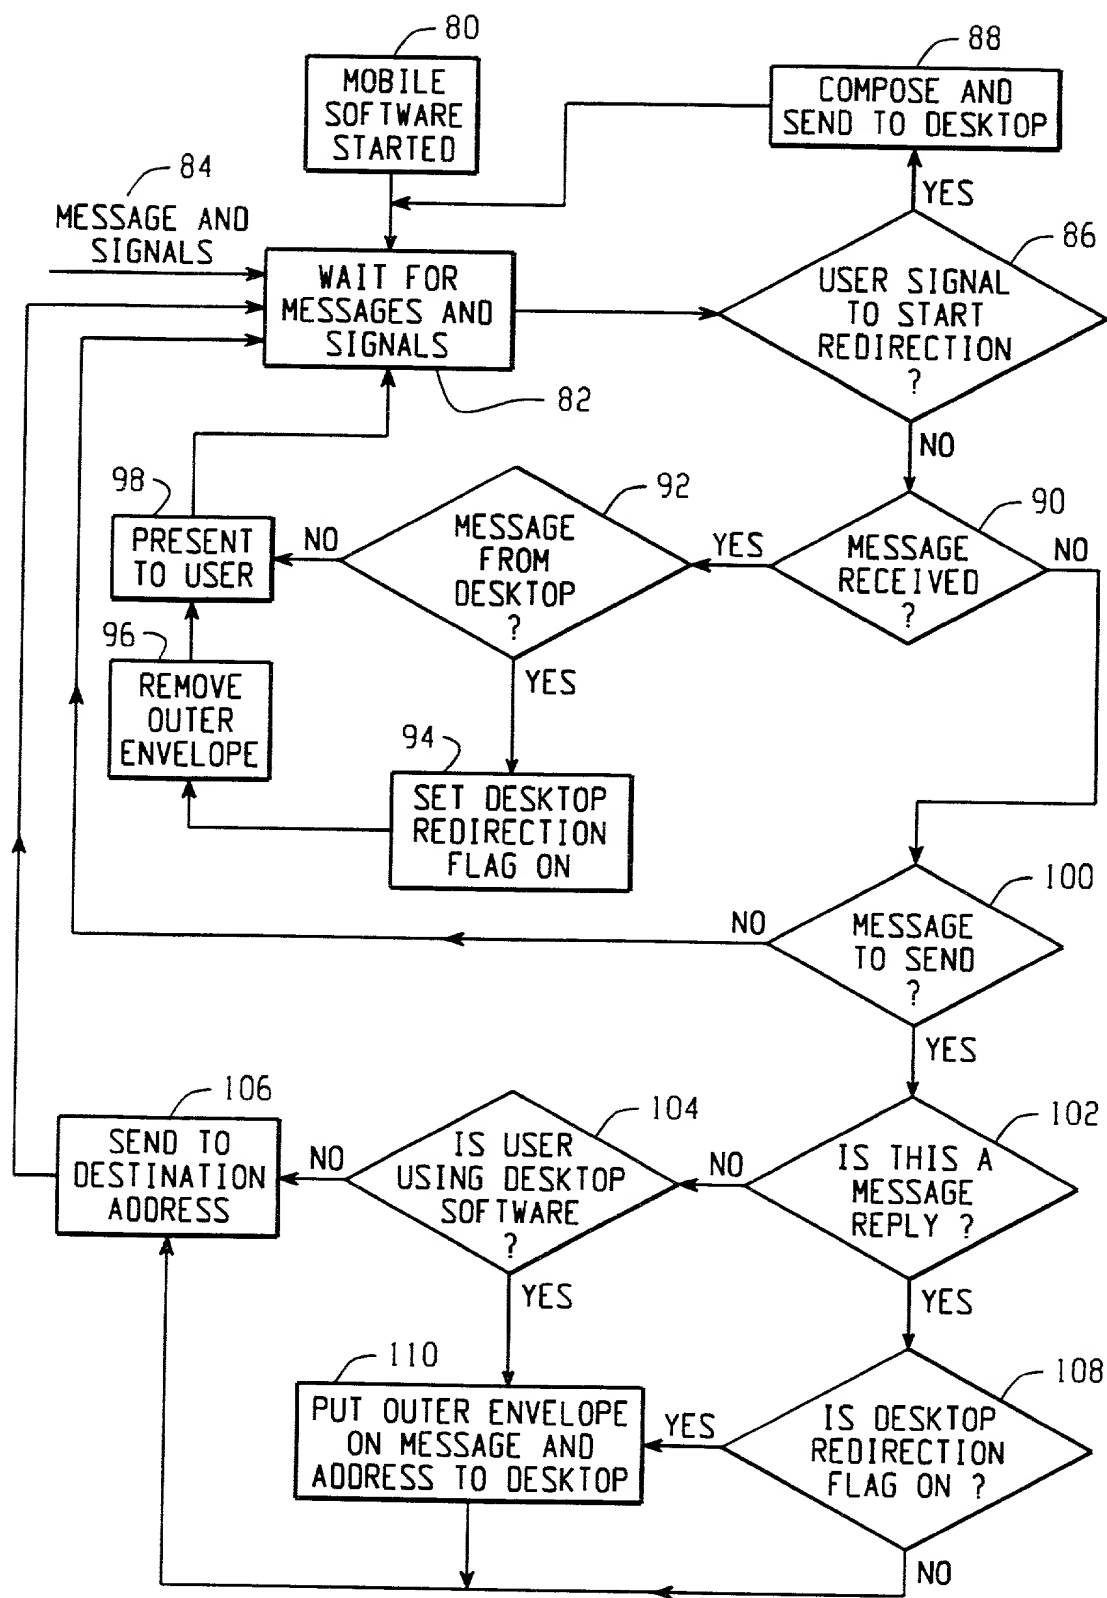 80
MOBILE
SOFTWARE
STARTED
88
COMPOSE AND
SEND TO DESKTOP
YES
84
MESSAGE AND
SIGNALS
WAIT FOR
MESSAGES AND
SIGNALS
82
86
USER SIGNAL
TO START
REDIRECTION
?
NO
98
PRESENT
TO USER
NO
92
MESSAGE
FROM
DESKTOP
?
YES
90
MESSAGE
RECEIVED
?
NO
96
REMOVE
OUTER
ENVELOPE
YES
94
SET DESKTOP
REDIRECTION
FLAG ON
100
NO
MESSAGE
TO SEND
?
YES
106
SEND TO
DESTINATION
ADDRESS
NO
104
IS USER
USING DESKTOP
SOFTWARE
?
NO
102
IS THIS A
MESSAGE
REPLY ?
YES
YES
110
PUT OUTER ENVELOPE
ON MESSAGE AND
ADDRESS TO DESKTOP
YES
108
IS DESKTOP
REDIRECTION
FLAG ON ?
NO